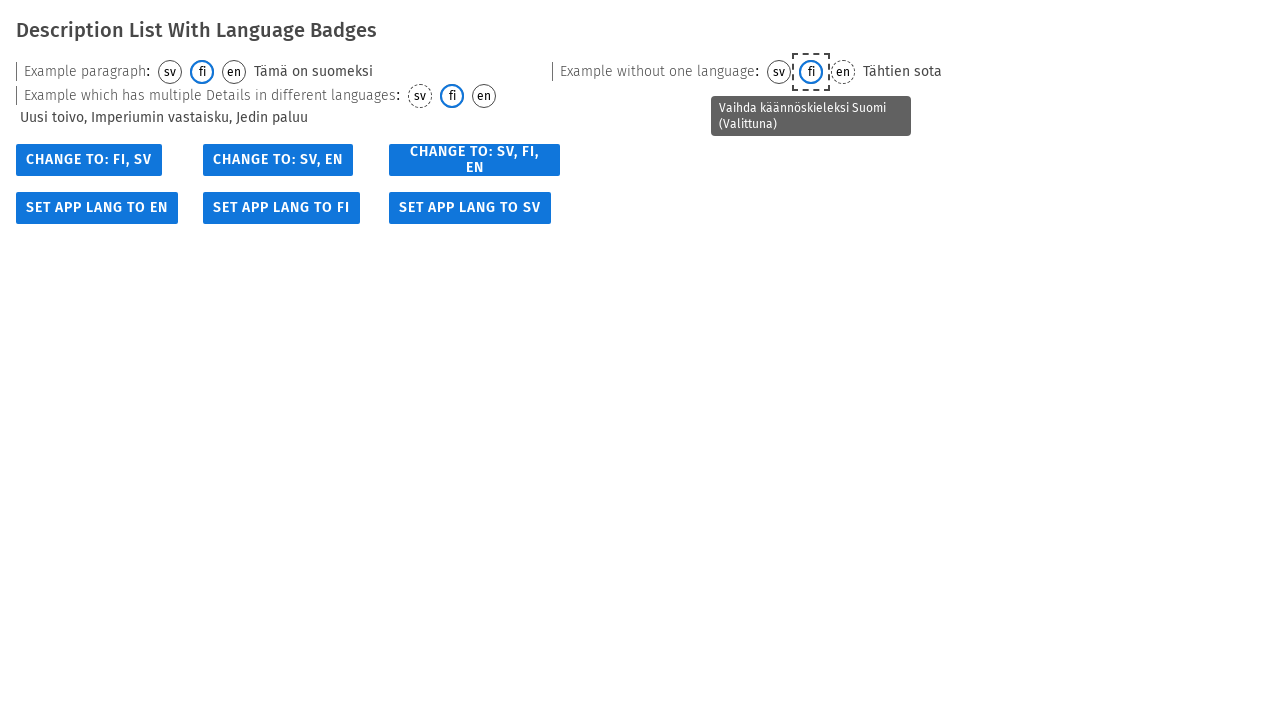 Description List With Language Badges
Example paragraph: sv fi en Tämä on suomeksi
Example without one language: sv fi en Tähtien sota
Example which has multiple Details in different languages: sv fi en
Uusi toivo, Imperiumin vastaisku, Jedin paluu
Vaihda käännöskieleksi Suomi
(Valittuna)
CHANGE TO: FI, SV
CHANGE TO: SV, EN
CHANGE TO: SV, FI,
EN
SET APP LANG TO EN
SET APP LANG TO FI
SET APP LANG TO SV